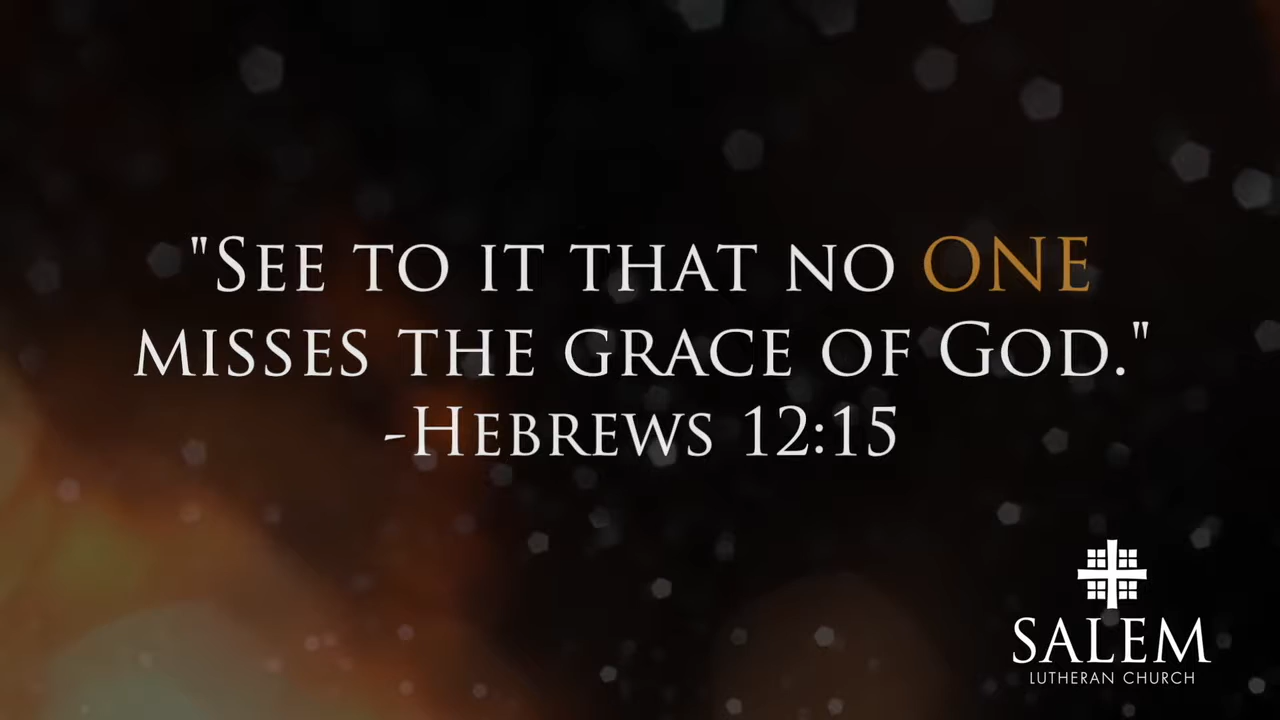 "See to it that no ONE
misses the grace of God."
-Hebrews 12:15
SALEM
LUTHERAN CHURCH